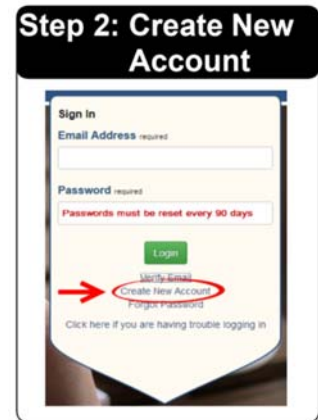 Step 2: Create New
Account
Sign In
Email Address required
Password required
Passwords must be reset every 90 days
Login
Verify Email
Create New Account
Forgot Password
Click here if you are having trouble logging in